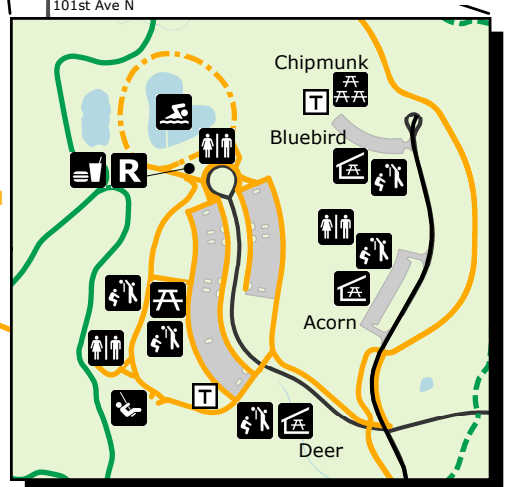 101st Ave N
Chipmunk
T
Bluebird
R
Acorn
T
Deer